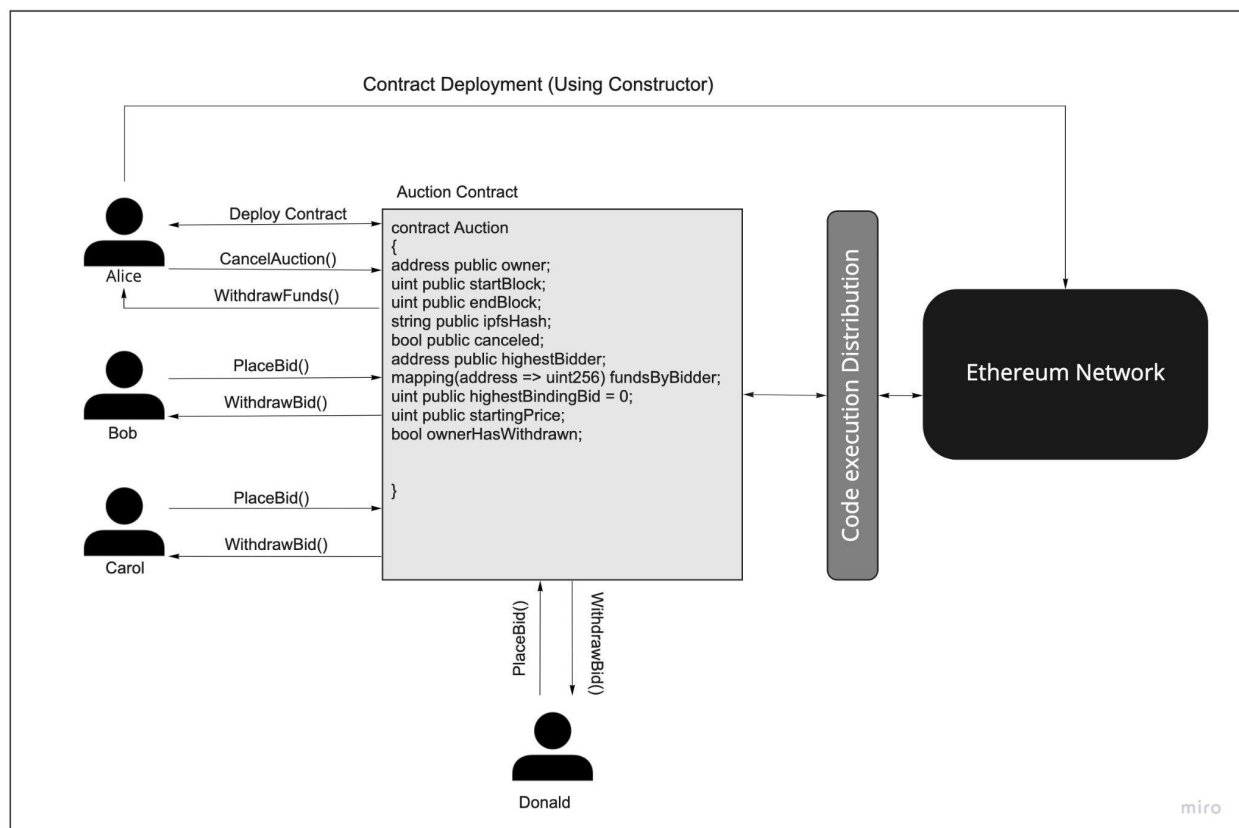 Contract Deployment (Using Constructor)
Auction Contract
Deploy Contract
CancelAuction()
Alice
WithdrawFunds()
PlaceBid()
WithdrawBid()
Bob
PlaceBid()
WithdrawBid()
Carol
contract Auction
{
address public owner;
uint public startBlock;
uint public endBlock;
string public ipfsHash;
bool public canceled;
address public highestBidder;
mapping(address => uint256) fundsByBidder;
uint public highestBindingBid = 0;
uint public startingPrice;
bool ownerHasWithdrawn;
}
Code execution Distribution
Ethereum Network
PlaceBid()
WithdrawBid()
Donald
miro